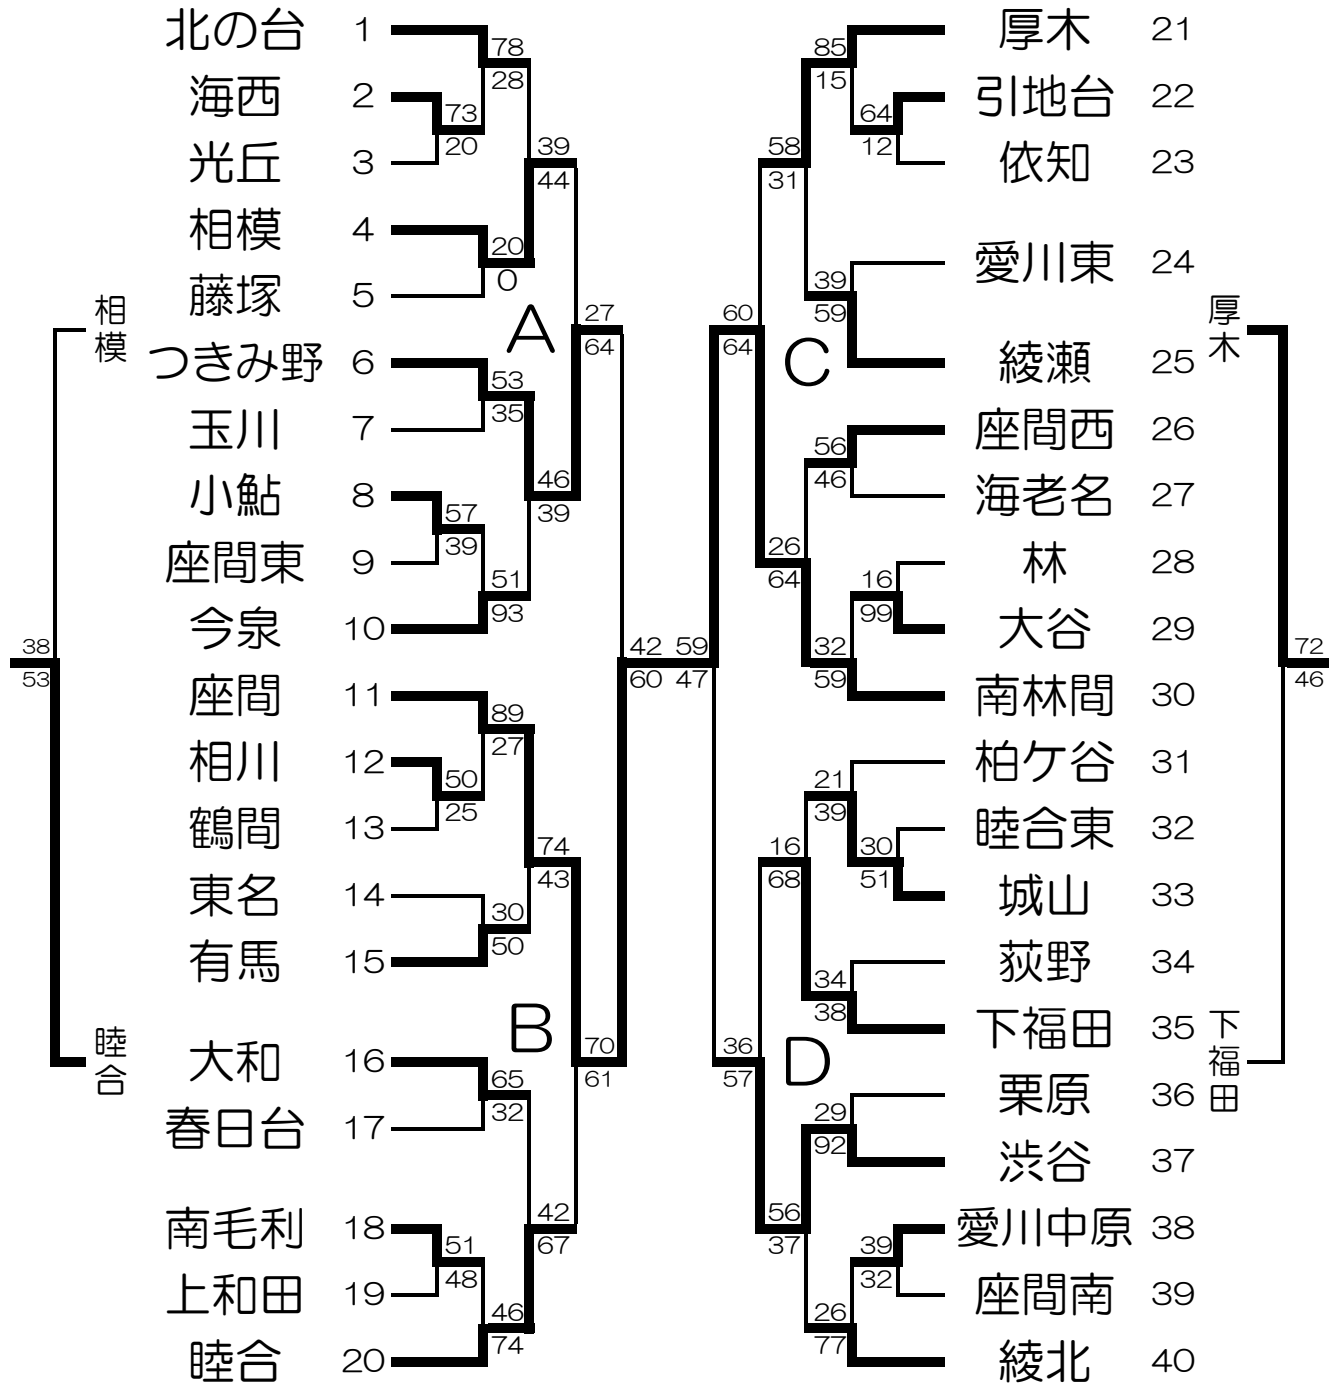 北の台 1
海西 2
光丘 3
相模 4
藤塚 5
つきみ野 6
玉川 7
小鮎 8
座間東 9
今泉 10
座間 11
相川 12
鶴間 13
東名 14
有馬 15
大和 16
春日台 17
南毛利 18
上和田 19
睦合 20
相模
38
53
睦合
73
20
57
39
50
25
51
48
78
28
20
0
53
35
51
93
89
27
30
50
65
32
46
74
39
44
46
39
74
43
42
67
A
B
27
64
70
61
42
60
59
47
60
64
36
57
C
D
58
31
26
64
16
68
56
37
85
15
39
59
56
46
32
59
21
39
34
38
29
92
26
77
64
12
16
99
30
51
39
32
厚木 21
引地台 22
依知 23
愛川東 24
綾瀬 25
座間西 26
海老名 27
林 28
大谷 29
南林間 30
柏ケ谷 31
睦合東 32
城山 33
荻野 34
下福田 35
栗原 36
渋谷 37
愛川中原 38
座間南 39
綾北 40
厚木
72
46
下福田